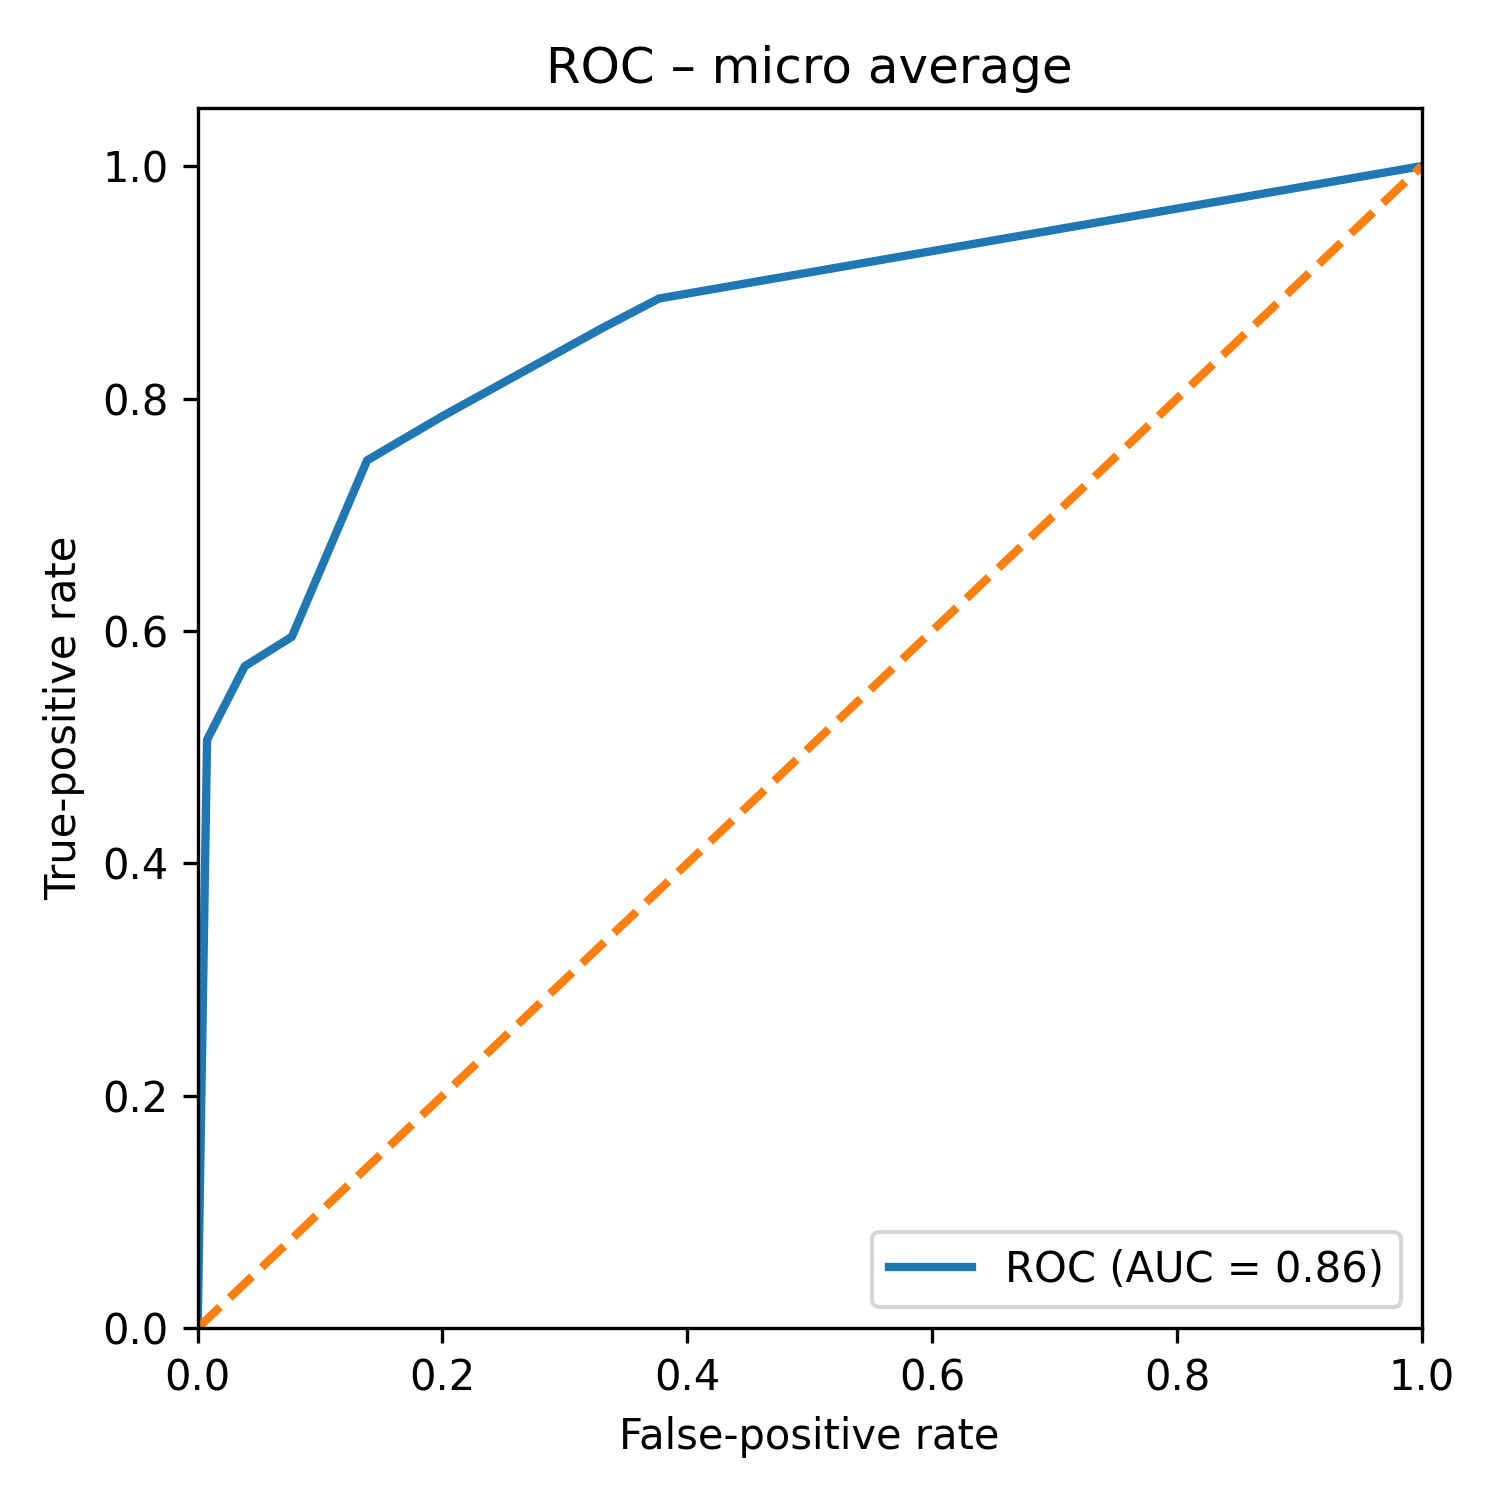 ROC – micro average
1.0
0.8
0.6
0.4
0.2
0.0
True-positive rate
0.0 0.2 0.4 0.6 0.8 1.0
False-positive rate
ROC (AUC = 0.86)